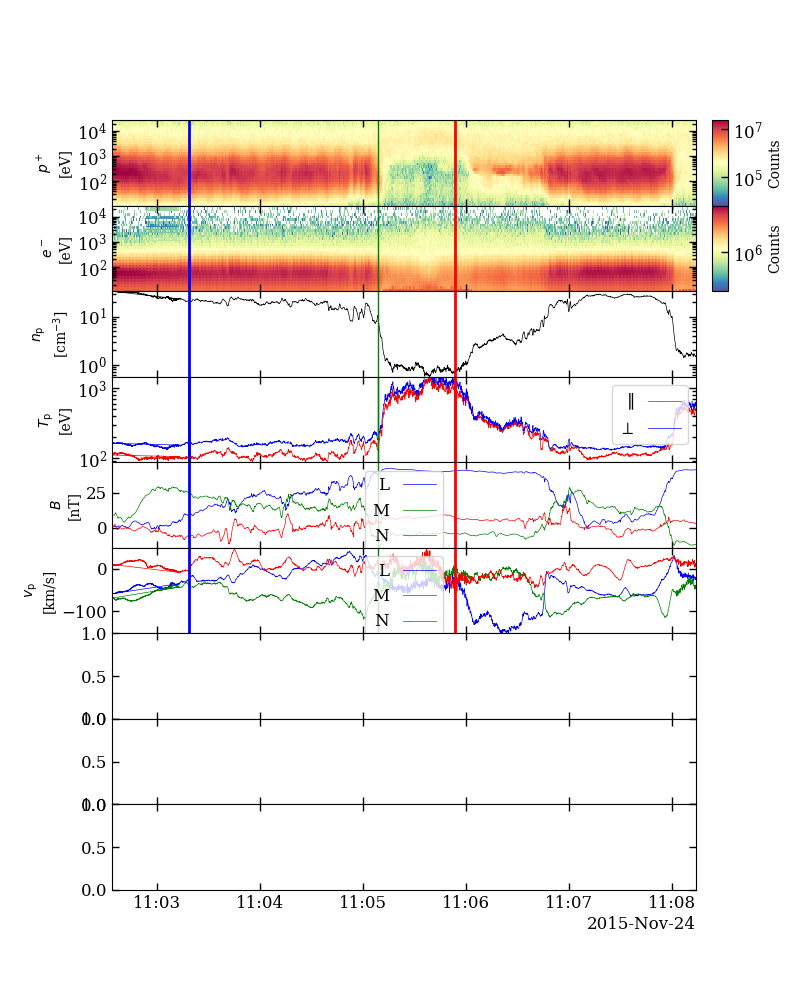 10^4
10^3
10^2
p^+
[eV]
10^7
10^5
Counts
10^4
10^3
10^2
e^-
[eV]
10^6
Counts
10^1
10^0
n_p
[cm^{-3}]
10^3
10^2
T_p
[eV]
∥
⊥
25
0
B
[nT]
L
M
N
0
−100
v_p
[km/s]
L
M
N
1.0
0.5
0.0
1.0
0.5
0.0
1.0
0.5
0.0
11:03 11:04 11:05 11:06 11:07 11:08
2015-Nov-24